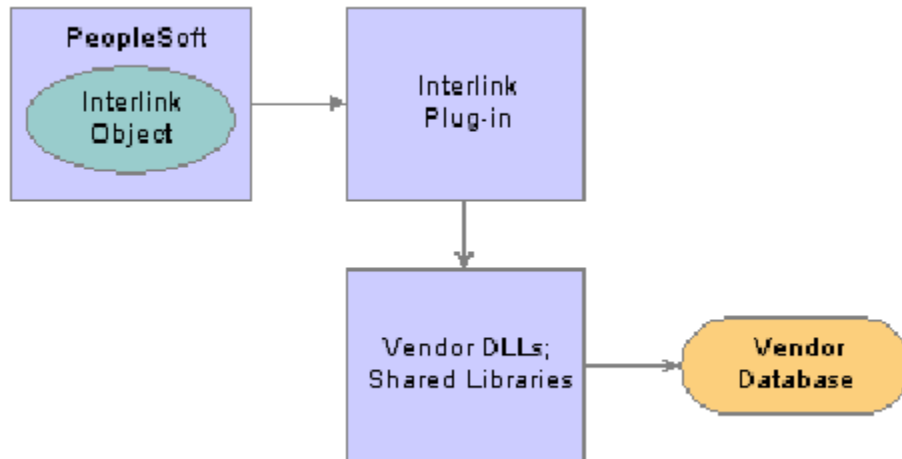 PeopleSoft
Interlink
Object
Interlink
Plug-in
Vendor DLLs;
Shared Libraries
Vendor
Database